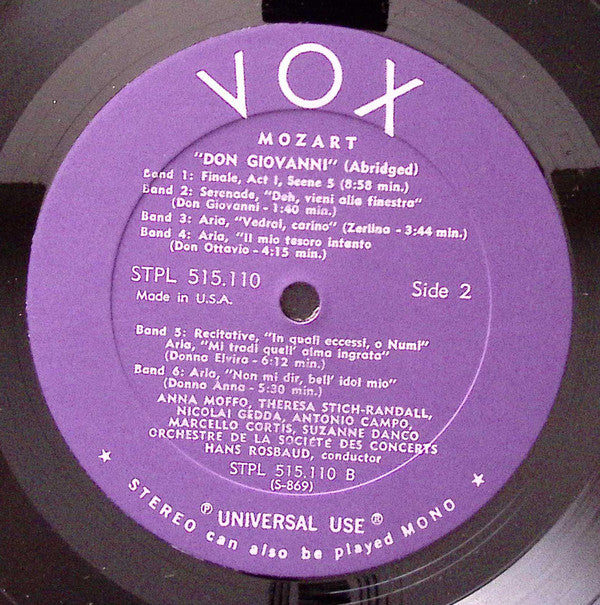 VOX
MOZART
"DON GIOVANNI" (Abridged)
Band 1: Finale, Act I, Scene 5 (8:58 min.)
Band 2: Serenade, "Deh, vieni alla finestra"
(Don Giovanni - 1:40 min.)
Band 3: Aria, "Vedrai, carino" (Zerlina - 3:44 min.)
Band 4: Aria, "Il mio tesoro intanto
(Don Ottavio - 4:15 min.)
STPL 515.110
Made in U.S.A.
Side 2
Band 5: Recitative, "In quali eccessi, o Numi"
Aria, "Mi tradi quell' alma ingrata"
(Donna Elvira - 6:12 min.)
Band 6: Aria, "Non mi dir, bell' idol mio"
(Donna Anna - 5:30 min.)
ANNA MOFFO, THERESA STICH-RANDALL,
NICOLAI GEDDA, ANTONIO CAMPO,
MARCELLO CORTIS, SUZANNE DANCO
ORCHESTRE DE LA SOCIÉTÉ DES CONCERTS
HANS ROSBAUD, conductor
STPL 515.110 B
(S-869)
℗ UNIVERSAL USE ®
★ STEREO can also be played MONO ★